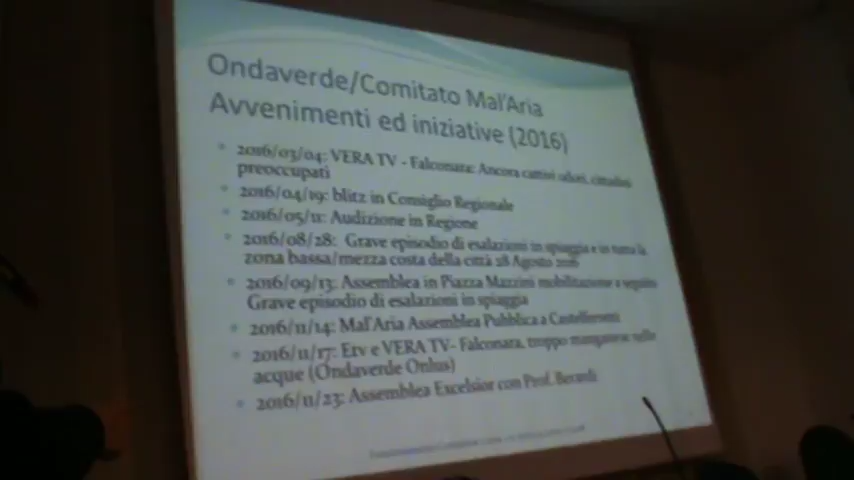 Ondaverde/Comitato Mal'Aria
Avvenimenti ed iniziative (2016)
• 2016/03/04: VERA TV - Falconara: Ancora cattivi odori, cittadini
preoccupati
• 2016/04/19: blitz in Consiglio Regionale
• 2016/05/11: Audizione in Regione
• 2016/08/28: Grave episodio di esalazioni in spiaggia e in tutta la
zona bassa/mezza costa della città 28 Agosto 2016
• 2016/09/13: Assemblea in Piazza Mazzini mobilitazione a seguito
Grave episodio di esalazioni in spiaggia
• 2016/11/14: Mal'Aria Assemblea Pubblica a Castelferretti
• 2016/11/17: Etv e VERA TV- Falconara, troppo manganese nelle
acque (Ondaverde Onlus)
• 2016/11/23: Assemblea Excelsior con Prof. Berardi